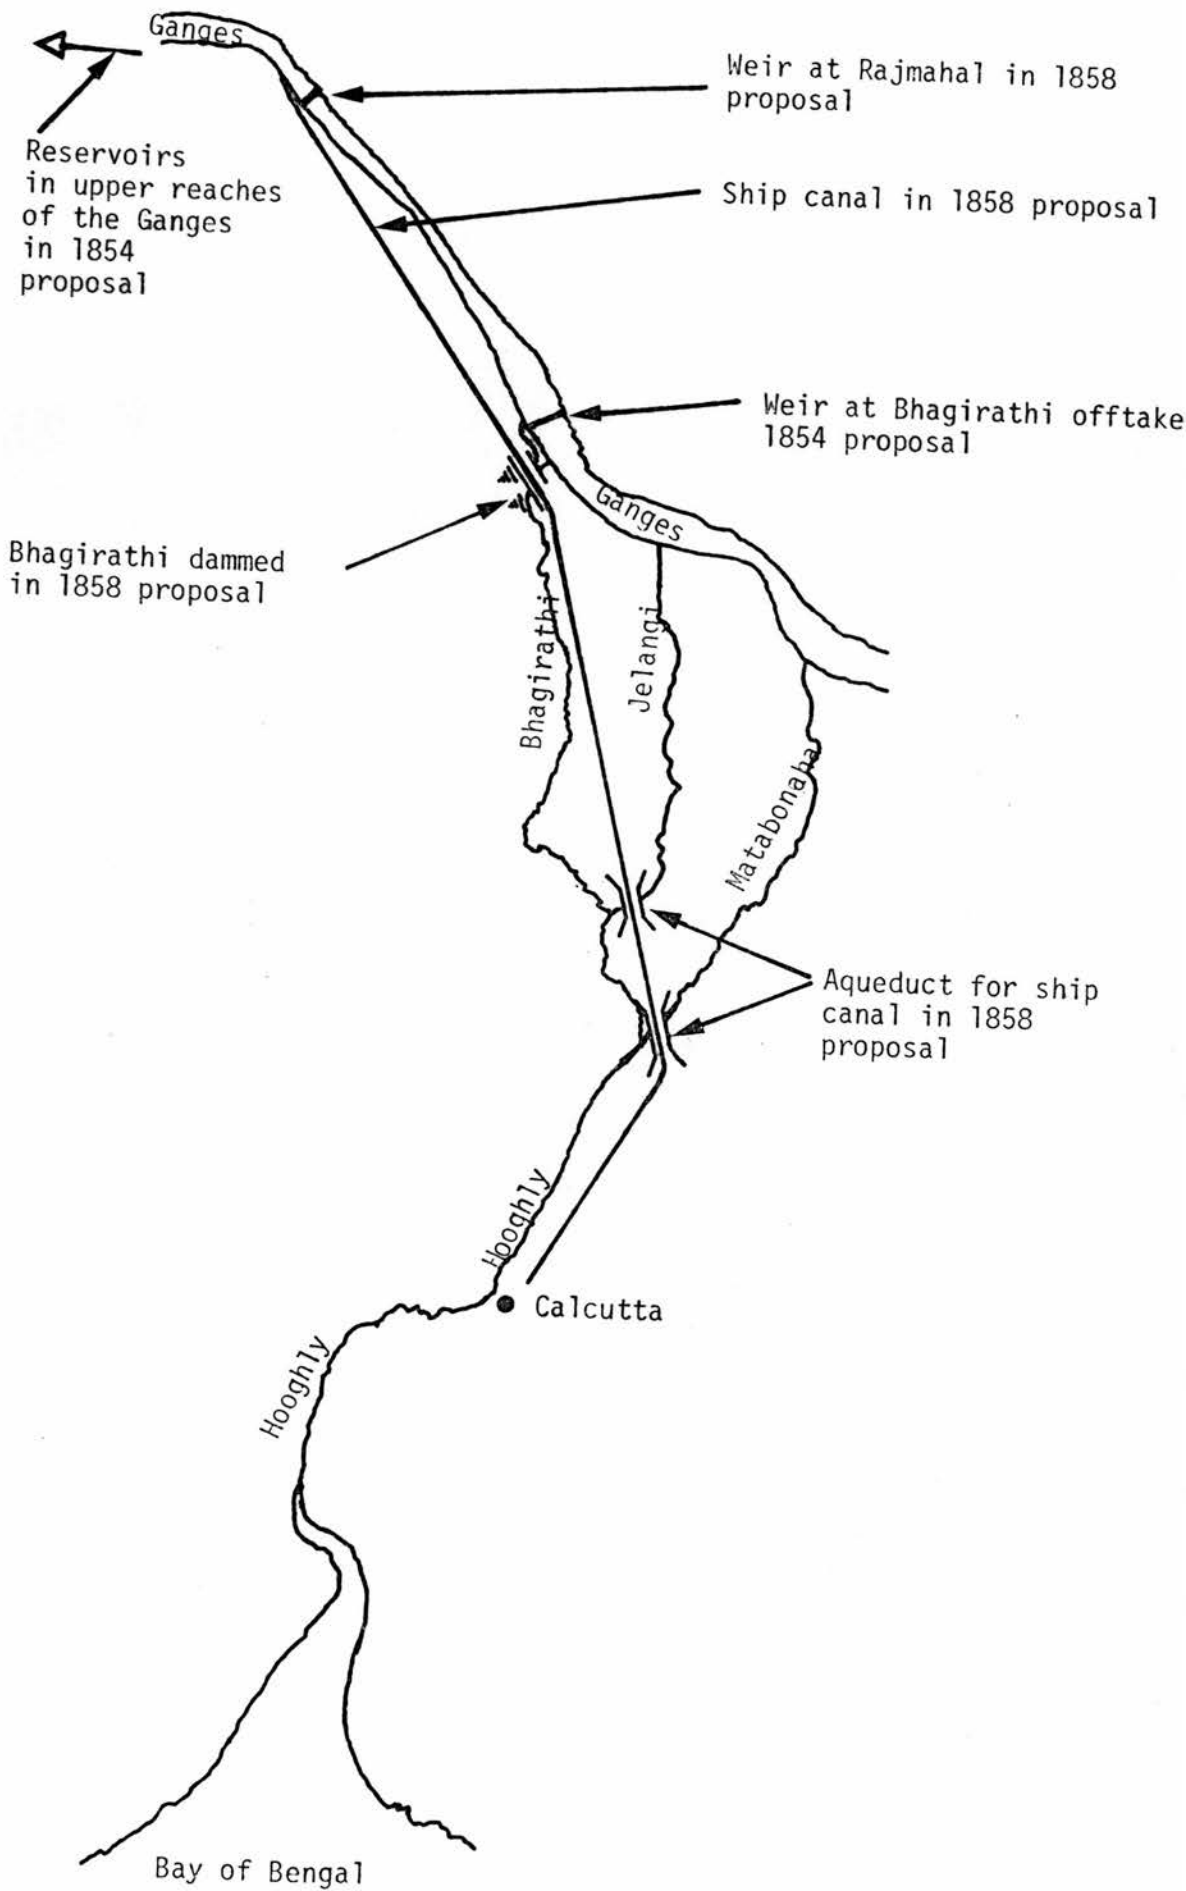 Ganges
Weir at Rajmahal in 1858
proposal
Reservoirs
in upper reaches
of the Ganges
in 1854
proposal
Ship canal in 1858 proposal
Weir at Bhagirathi offtake
1854 proposal
Ganges
Bhagirathi dammed
in 1858 proposal
Bhagirathi
Jelangi
Matabonaha
Aqueduct for ship
canal in 1858
proposal
Hooghly
Calcutta
Hooghly
Bay of Bengal